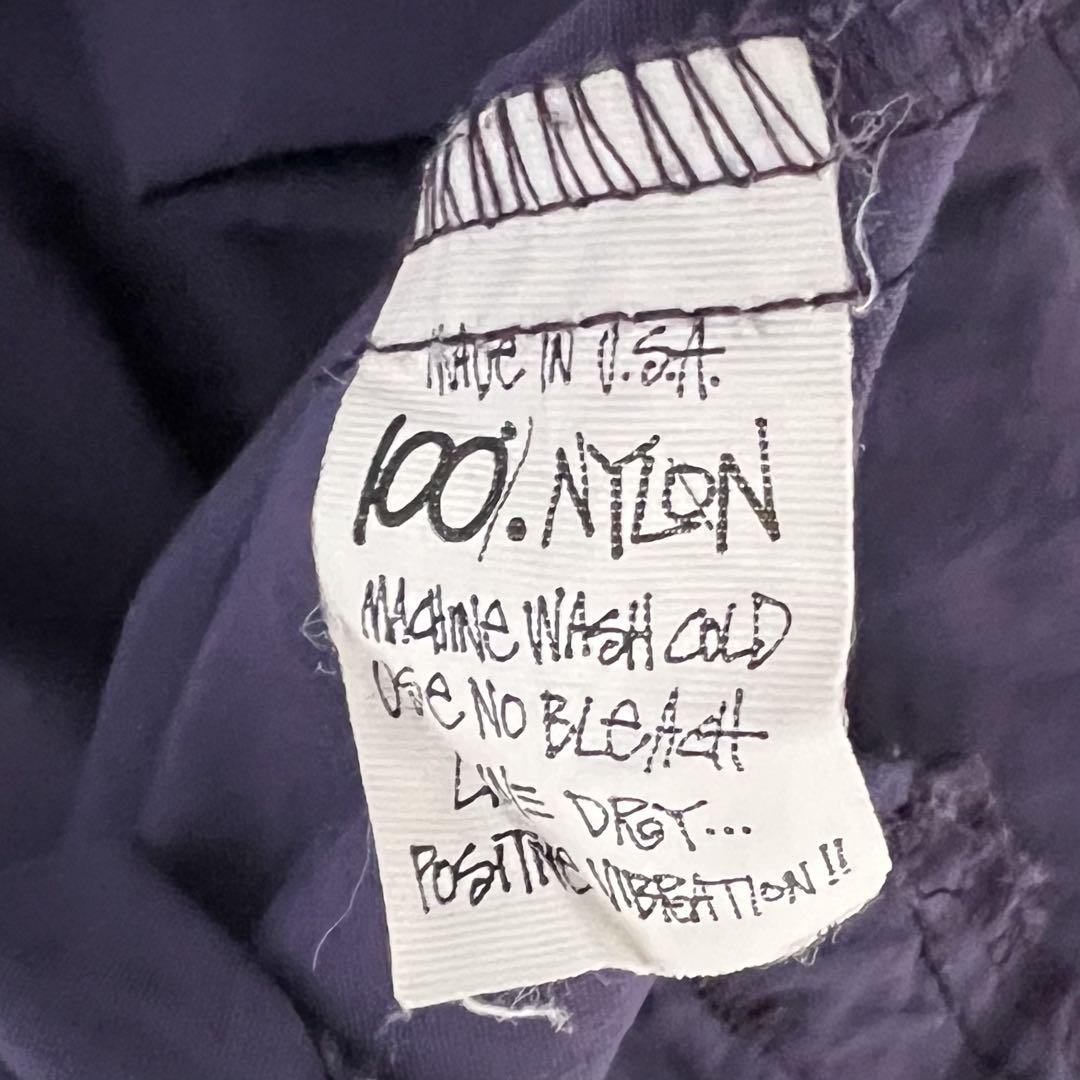 MADE IN U.S.A.
100% NYLON
MACHINE WASH COLD
USE NO BLEACH
LINE DRY...
POSITIVE VIBRATION!!